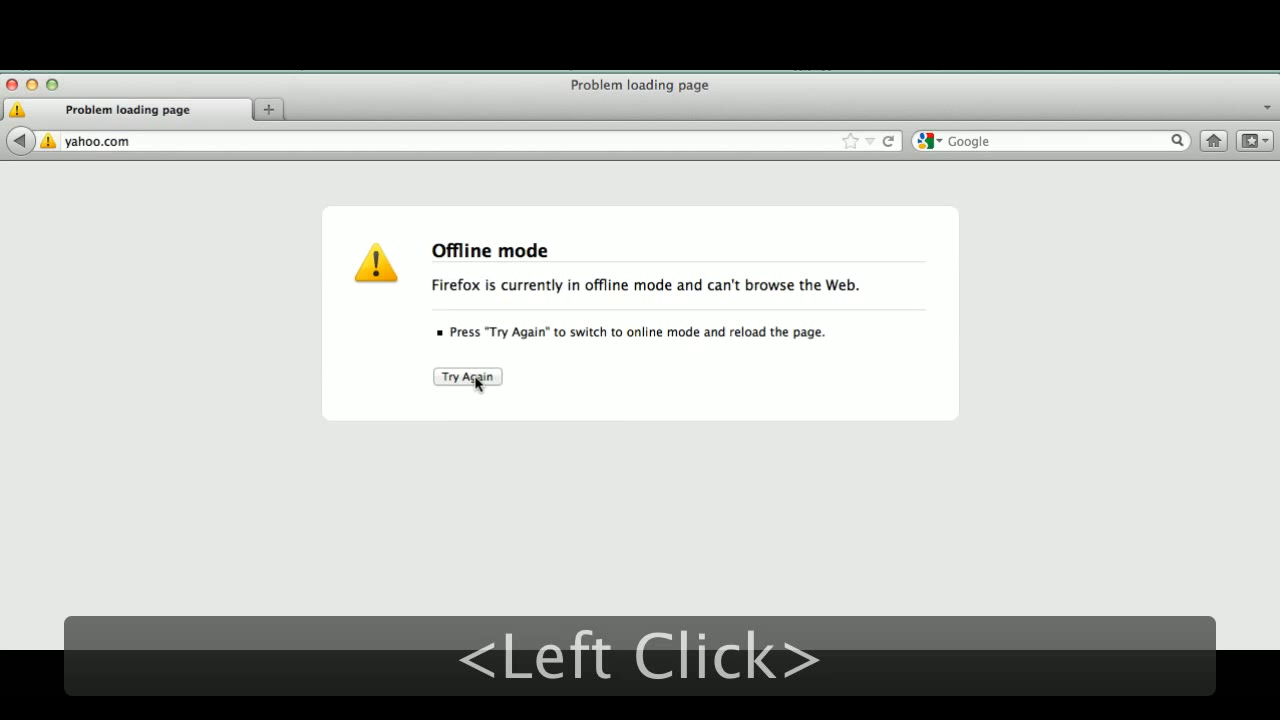 Problem loading page
Problem loading page
yahoo.com
Google
Offline mode
Firefox is currently in offline mode and can't browse the Web.
Press "Try Again" to switch to online mode and reload the page.
Try Again
<Left Click>